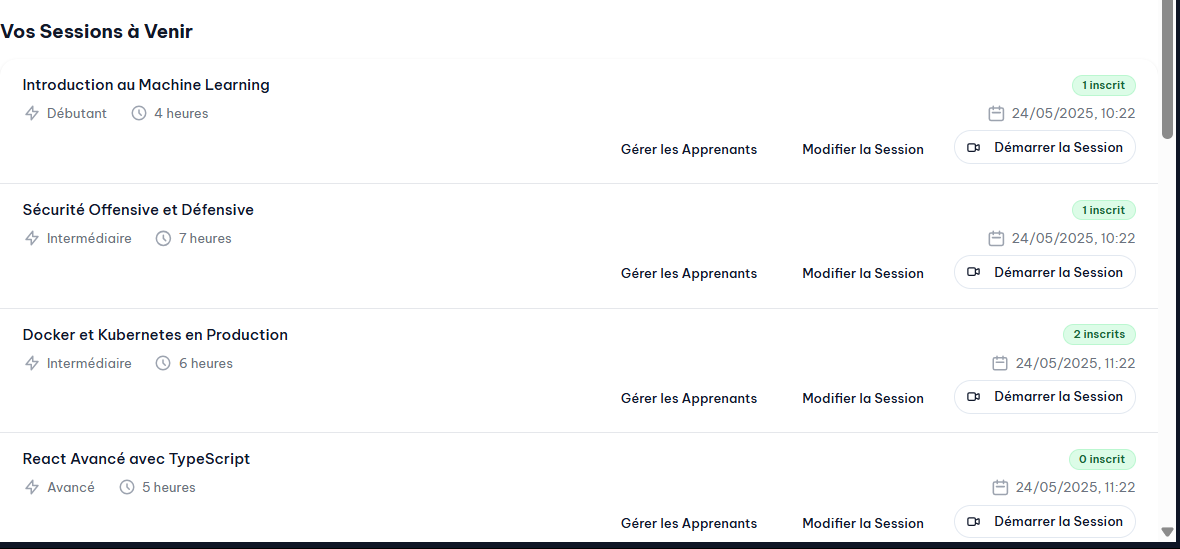 Vos Sessions à Venir
Introduction au Machine Learning
1 inscrit
Débutant
4 heures
24/05/2025, 10:22
Gérer les Apprenants
Modifier la Session
Démarrer la Session
Sécurité Offensive et Défensive
1 inscrit
Intermédiaire
7 heures
24/05/2025, 10:22
Gérer les Apprenants
Modifier la Session
Démarrer la Session
Docker et Kubernetes en Production
2 inscrits
Intermédiaire
6 heures
24/05/2025, 11:22
Gérer les Apprenants
Modifier la Session
Démarrer la Session
React Avancé avec TypeScript
0 inscrit
Avancé
5 heures
24/05/2025, 11:22
Gérer les Apprenants
Modifier la Session
Démarrer la Session